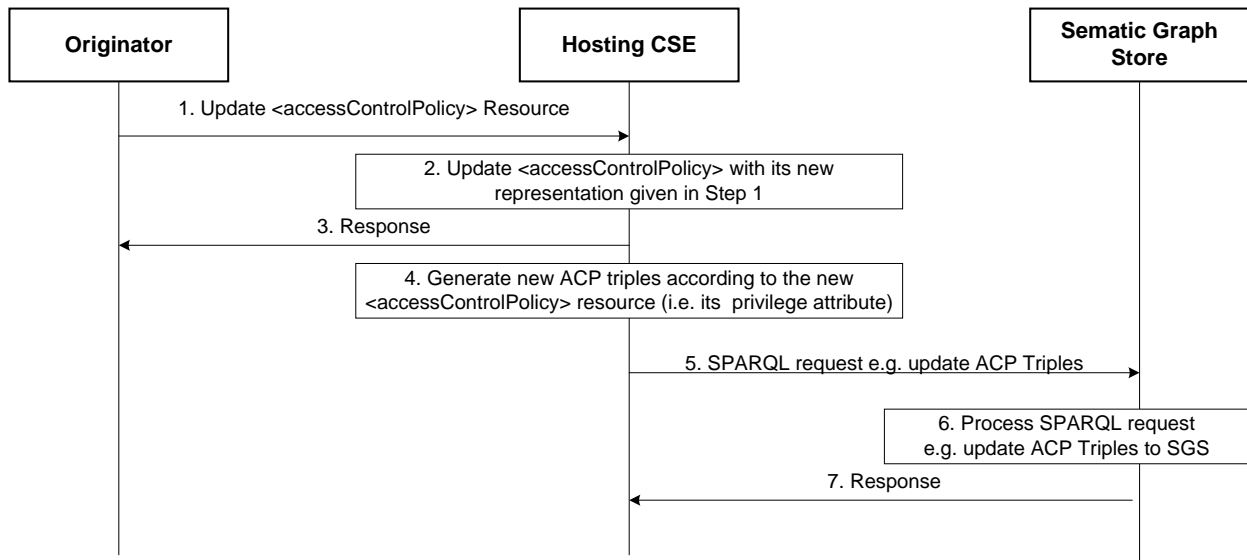 Originator
Hosting CSE
Sematic Graph
Store
1. Update <accessControlPolicy> Resource
2. Update <accessControlPolicy> with its new
representation given in Step 1
3. Response
4. Generate new ACP triples according to the new
<accessControlPolicy> resource (i.e. its privilege attribute)
5. SPARQL request e.g. update ACP Triples
6. Process SPARQL request
e.g. update ACP Triples to SGS
7. Response